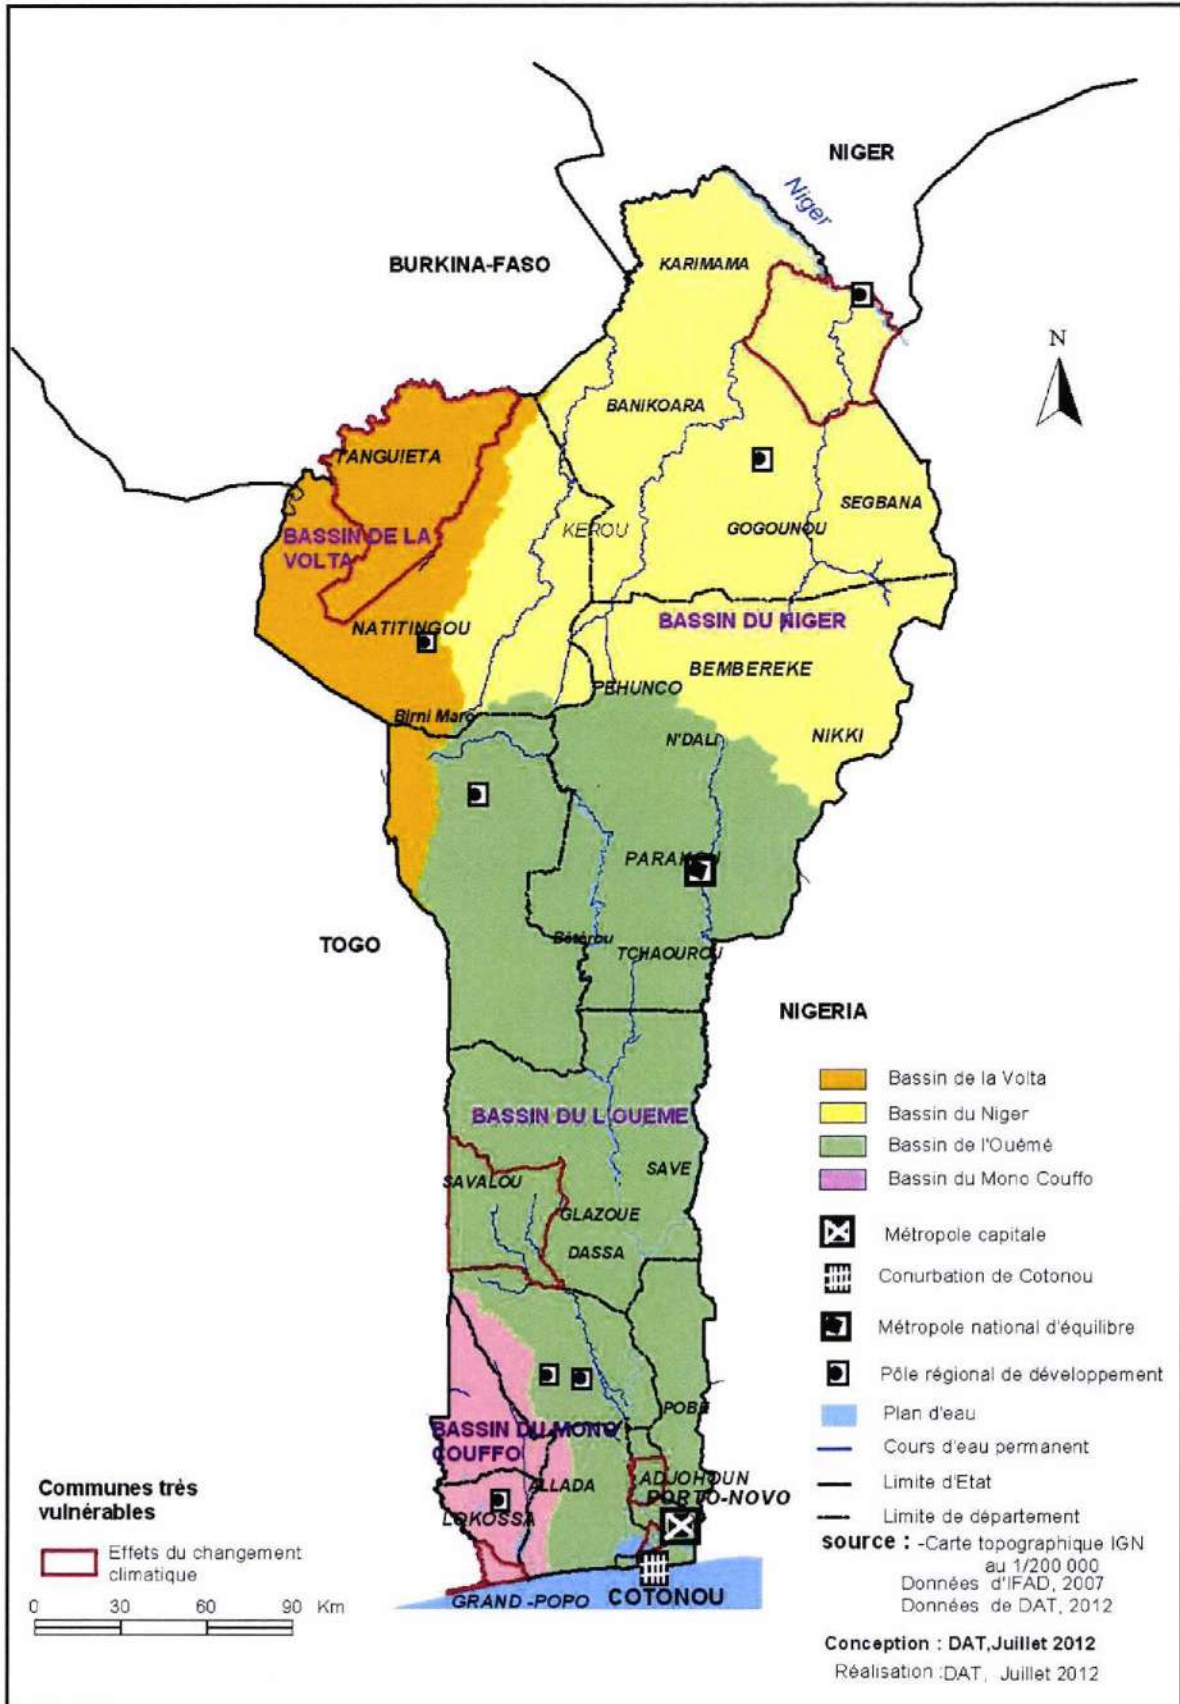 NIGER
Niger
BURKINA-FASO
KARIMAMA
N
BANIKOARA
TANGUIETA
SEGBANA
BASSIN DE LA
VOLTA
KEROU
GOGOUNOU
NATITINGOU
BASSIN DU NIGER
BEMBEREKE
PEHUNCO
Birni Maro
N'DALI
NIKKI
PARAKOU
TOGO
Bétérou
TCHAOUROU
NIGERIA
BASSIN DU L'OUEME
SAVE
SAVALOU
GLAZOUE
DASSA
POBE
BASSIN DU MONO
COUFFO
ALLADA
ADJOHOUN
PORTO-NOVO
LOKOSSA
GRAND -POPO
COTONOU
Bassin de la Volta
Bassin du Niger
Bassin de l'Ouémé
Bassin du Mono Couffo
Métropole capitale
Conurbation de Cotonou
Métropole national d'équilibre
Pôle régional de développement
Plan d'eau
Cours d'eau permanent
Limite d'Etat
Limite de département
source : -Carte topographique IGN
au 1/200 000
Données d'IFAD, 2007
Données de DAT, 2012
Conception : DAT,Juillet 2012
Réalisation :DAT, Juillet 2012
Communes très
vulnérables
Effets du changement
climatique
0 30 60 90 Km